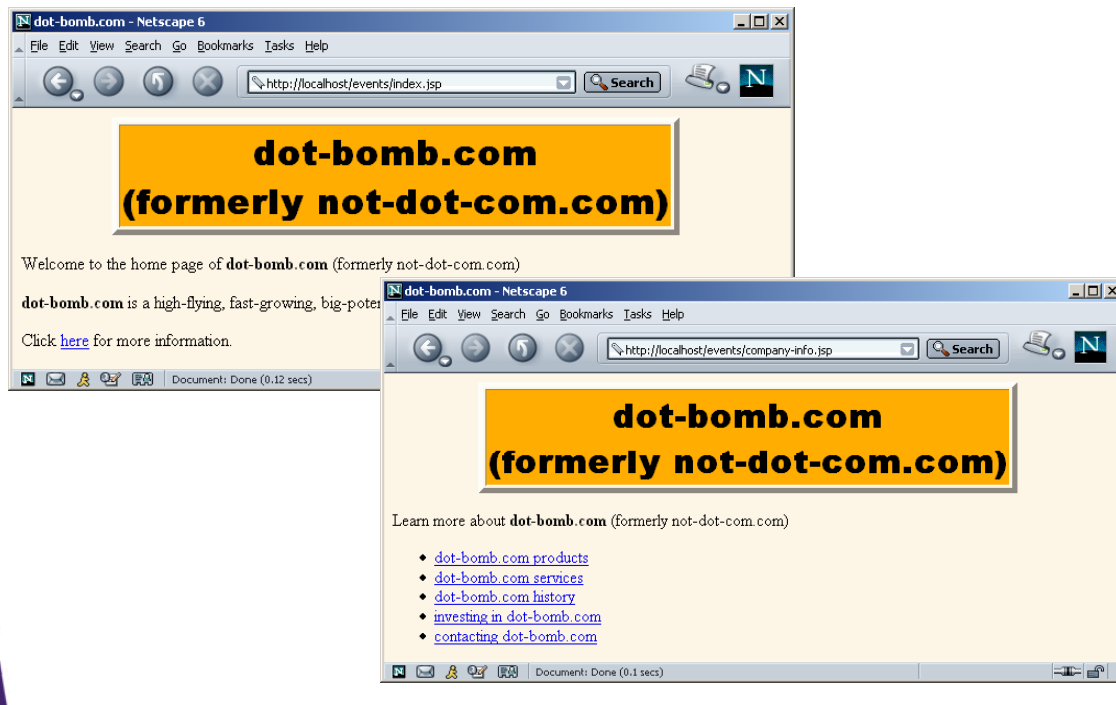 dot-bomb.com - Netscape 6
File Edit View Search Go Bookmarks Tasks Help
http://localhost/events/index.jsp Search N
dot-bomb.com
(formerly not-dot-com.com)
Welcome to the home page of dot-bomb.com (formerly not-dot-com.com)
dot-bomb.com is a high-flying, fast-growing,
Click here for more information.
Document: Done (0.12 secs)
dot-bomb.com - Netscape 6
File Edit View Search Go Bookmarks Tasks Help
http://localhost/events/company-info.jsp Search N
dot-bomb.com
(formerly not-dot-com.com)
Learn more about dot-bomb.com (formerly not-dot-com.com)
dot-bomb.com products
dot-bomb.com services
dot-bomb.com history
investing in dot-bomb.com
contacting dot-bomb.com
Document: Done (0.1 secs)